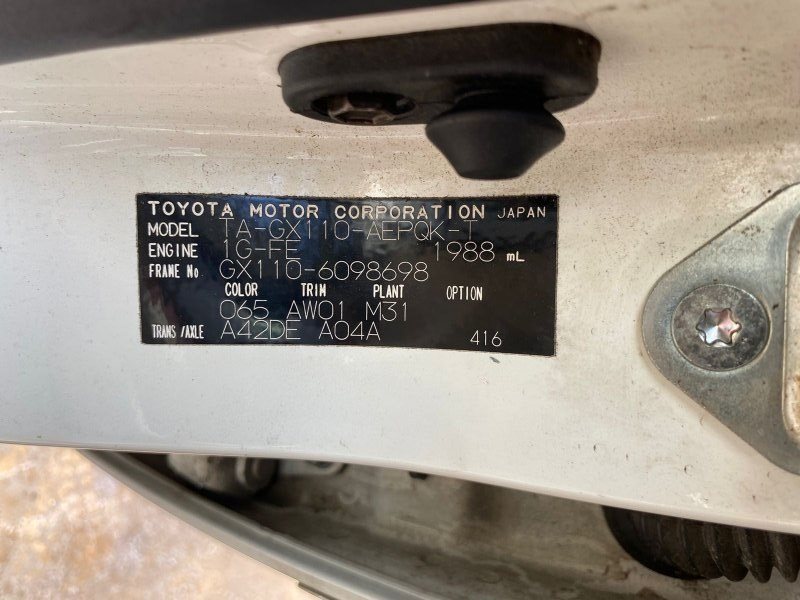 TOYOTA MOTOR CORPORATION JAPAN
MODEL TA-GX110-AEPQK-T
ENGINE 1G-FE 1988 mL
FRAME No GX110-6098698
COLOR TRIM PLANT OPTION
065 AW01 M31
TRANS/AXLE A42DE A04A 416